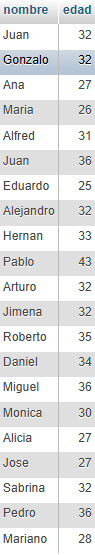 nombre edad
Juan 32
Gonzalo 32
Ana 27
Maria 26
Alfred 31
Juan 36
Eduardo 25
Alejandro 32
Hernan 33
Pablo 43
Arturo 32
Jimena 32
Roberto 35
Daniel 34
Miguel 36
Monica 30
Alicia 27
Jose 27
Sabrina 32
Pedro 36
Mariano 28